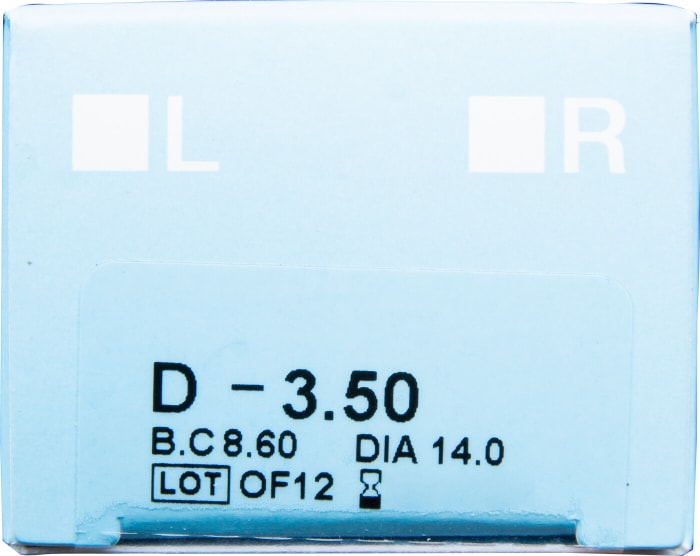 L R
D -3.50
B.C 8.60 DIA 14.0
LOT OF12